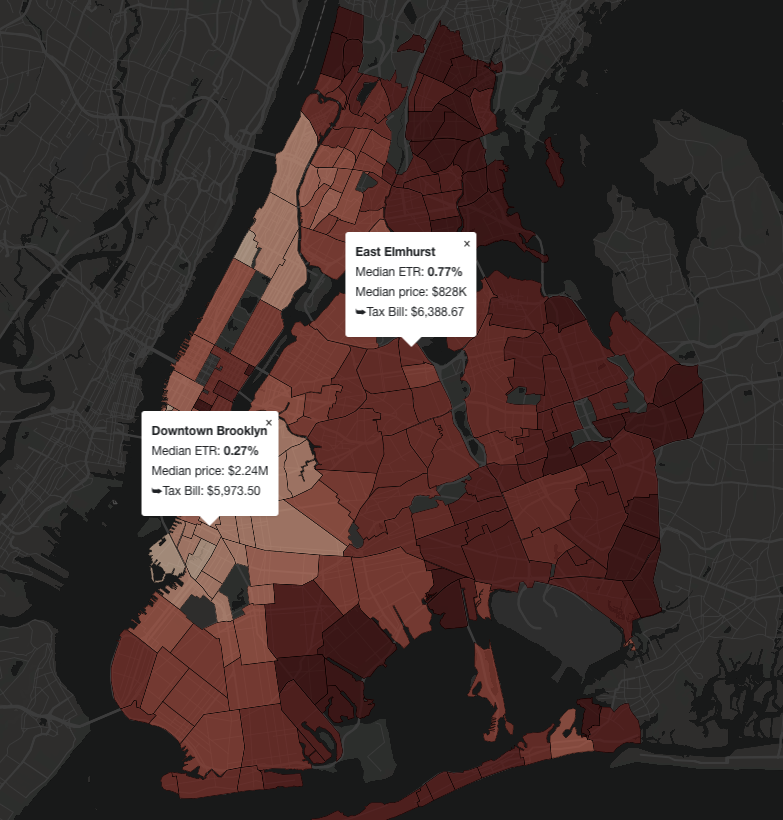 East Elmhurst ×
Median ETR: 0.77%
Median price: $828K
➥Tax Bill: $6,388.67
Downtown Brooklyn ×
Median ETR: 0.27%
Median price: $2.24M
➥Tax Bill: $5,973.50